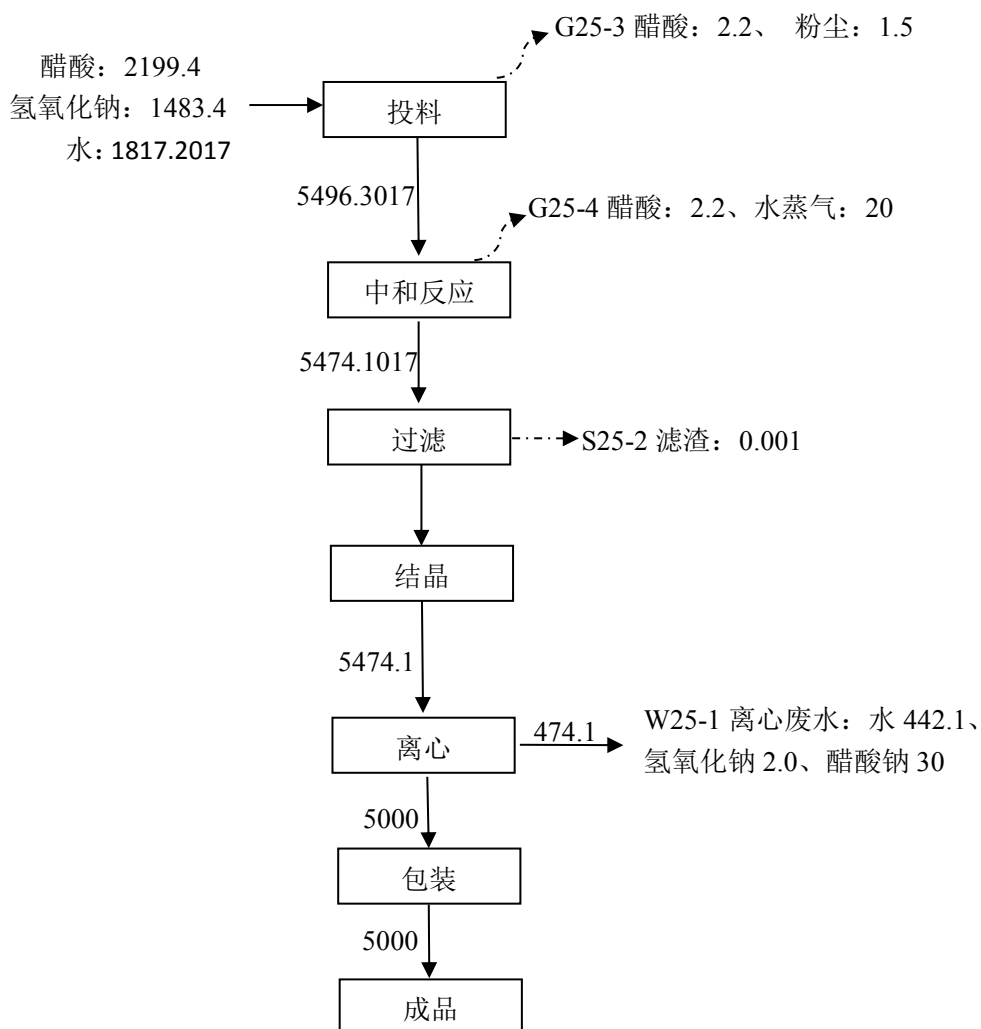 G25-3 醋酸：2.2、 粉尘：1.5
醋酸：2199.4
氢氧化钠：1483.4
水：1817.2017
投料
5496.3017
G25-4 醋酸：2.2、水蒸气：20
中和反应
5474.1017
过滤
S25-2 滤渣：0.001
结晶
5474.1
离心
474.1
W25-1 离心废水：水 442.1、
氢氧化钠 2.0、醋酸钠 30
5000
包装
5000
成品